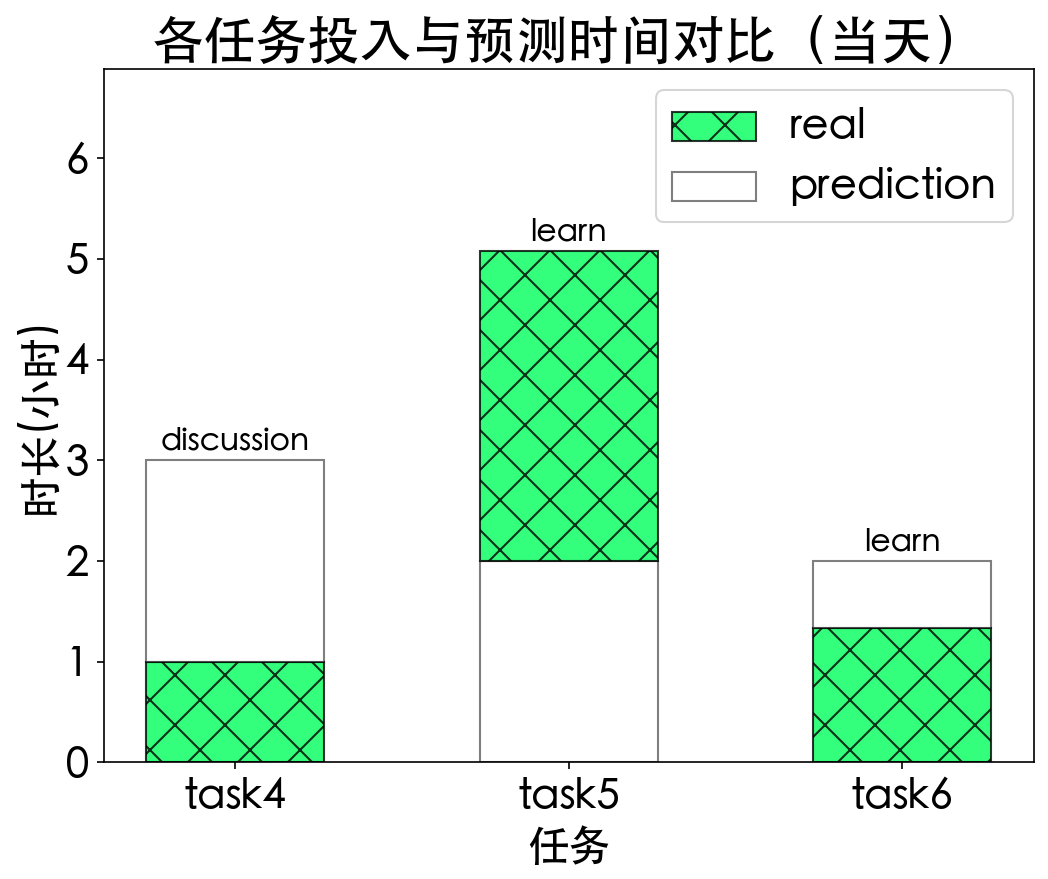 各任务投入与预测时间对比（当天）
real
prediction
时长(小时)
6
5
4
3
2
1
0
discussion
learn
learn
task4
task5
task6
任务